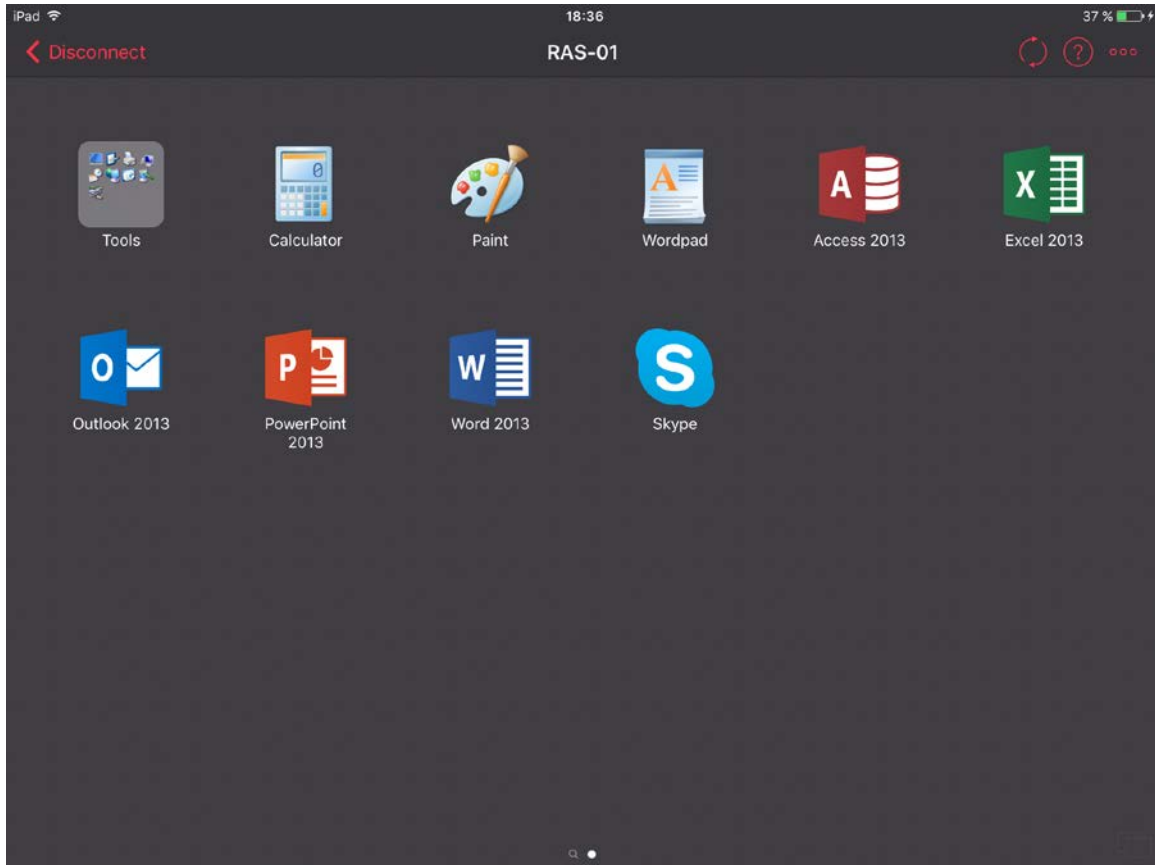 iPad 18:36 37 %
Disconnect RAS-01 ?
0
A
A
X
Tools Calculator Paint Wordpad Access 2013 Excel 2013
O
P
W
S
Outlook 2013 PowerPoint Word 2013 Skype
2013